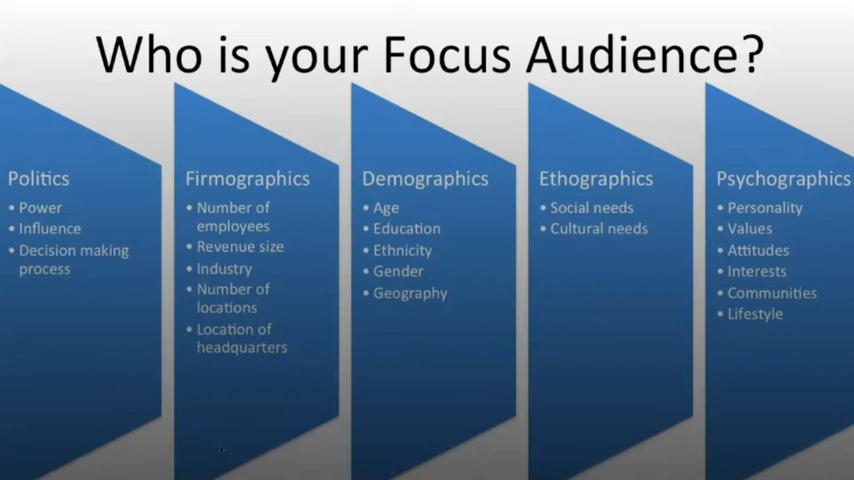 Who is your Focus Audience?
Politics
• Power
• Influence
• Decision making
process
Firmographics
• Number of
employees
• Revenue size
• Industry
• Number of
locations
• Location of
headquarters
Demographics
• Age
• Education
• Ethnicity
• Gender
• Geography
Ethographics
• Social needs
• Cultural needs
Psychographics
• Personality
• Values
• Attitudes
• Interests
• Communities
• Lifestyle